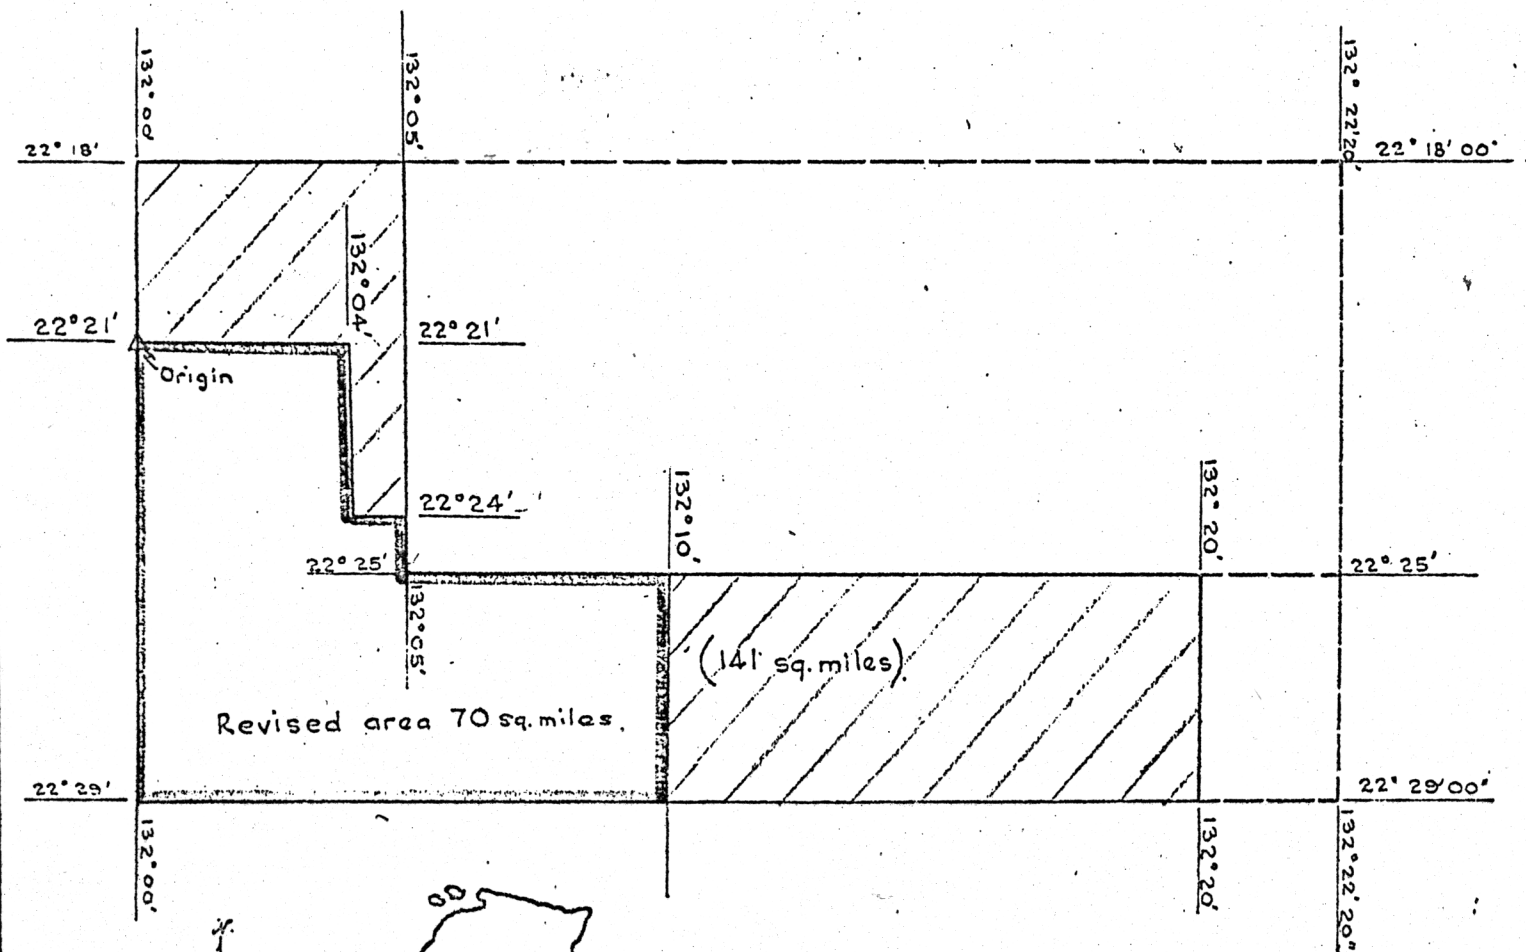 132° 00'
132° 05'
132° 22' 20"
22° 18'
22° 18' 00"
132° 04'
22° 21'
22° 21'
Origin
22° 24'
132° 10'
132° 20'
22° 25'
22° 25'
132° 05'
(141 sq. miles).
Revised area 70 sq. miles.
22° 29'
22° 29' 00"
132° 00'
132° 20'
132° 22' 20"
N.